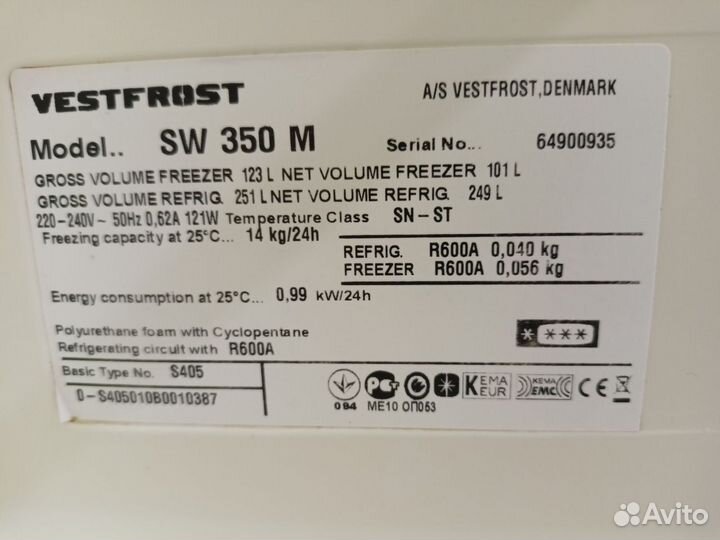 VESTFROST
A/S VESTFROST,DENMARK
Model.. SW 350 M
Serial No... 64900935
GROSS VOLUME FREEZER 123 L NET VOLUME FREEZER 101 L
GROSS VOLUME REFRIG. 251 L NET VOLUME REFRIG. 249 L
220-240V~ 50Hz 0,62A 121W Temperature Class SN-ST
Freezing capacity at 25°C... 14 kg/24h
REFRIG. R600A 0,040 kg
FREEZER R600A 0,056 kg
Energy consumption at 25°C... 0,99 kW/24h
Polyurethane foam with Cyclopentane
Refrigerating circuit with R600A
* ***
Basic Type No. S405
0-S405010B0010387
094
РСТ
МЕ10 ОП053
KEMA
K EUR
KEMA
EMC
CE
Avito